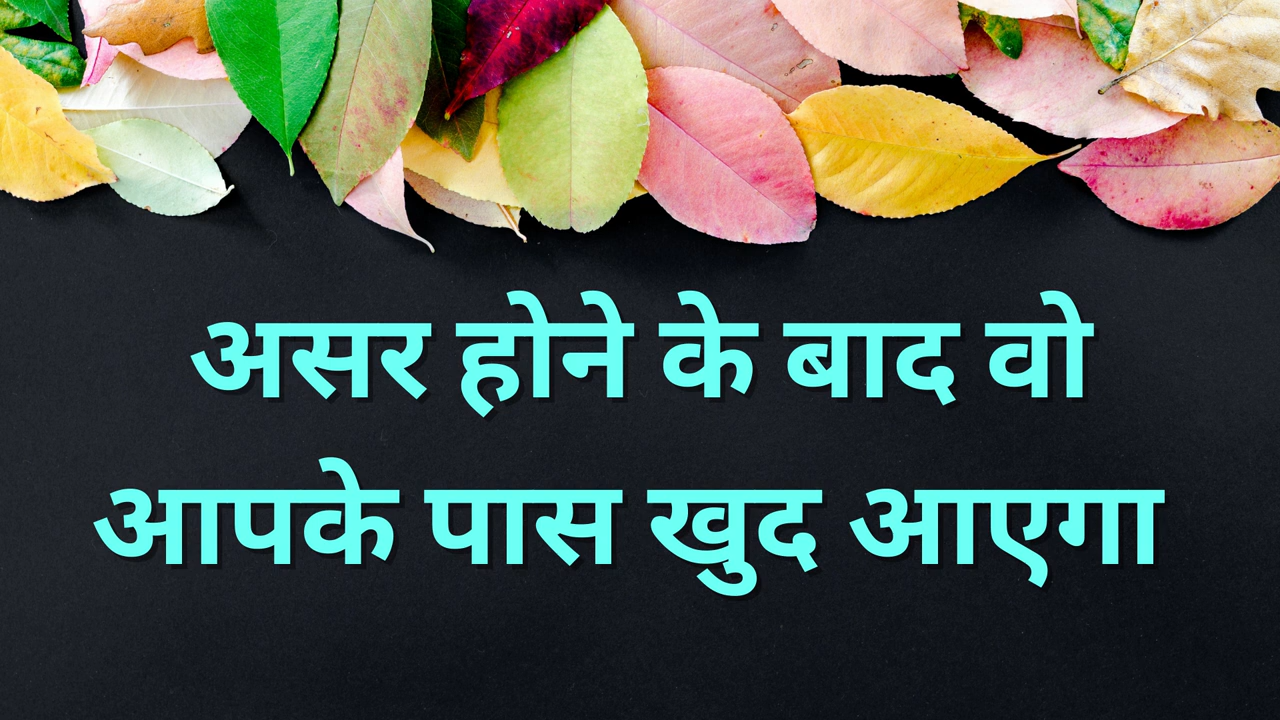 असर होने के बाद वो
आपके पास खुद आएगा